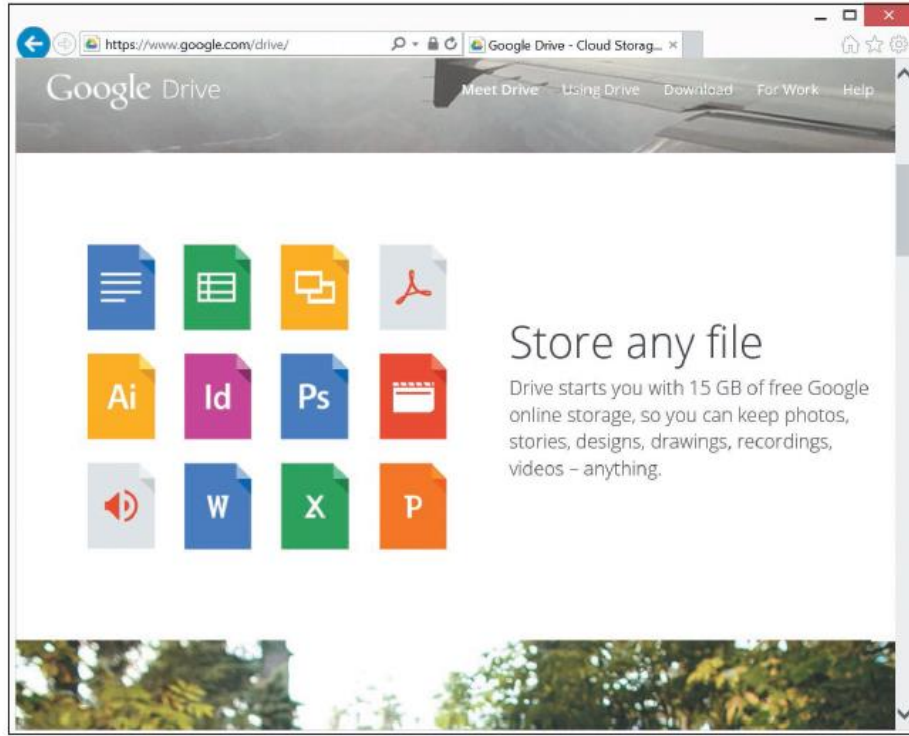 https://www.google.com/drive/
Google Drive - Cloud Storag...
Google Drive
Meet Drive Using Drive Download For Work Help
Store any file
Drive starts you with 15 GB of free Google
online storage, so you can keep photos,
stories, designs, drawings, recordings,
videos – anything.
Ai Id Ps
W X P